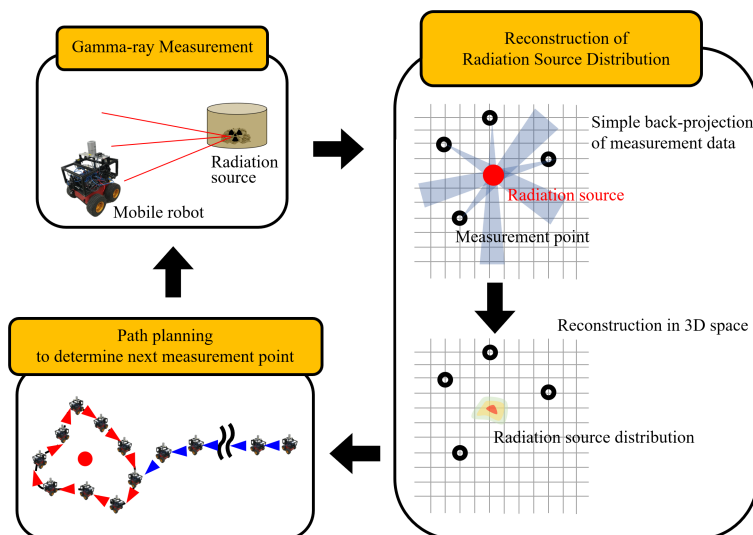 Gamma-ray Measurement
Radiation
source
Mobile robot
Reconstruction of
Radiation Source Distribution
Simple back-projection
of measurement data
Radiation source
Measurement point
Reconstruction in 3D space
Radiation source distribution
Path planning
to determine next measurement point